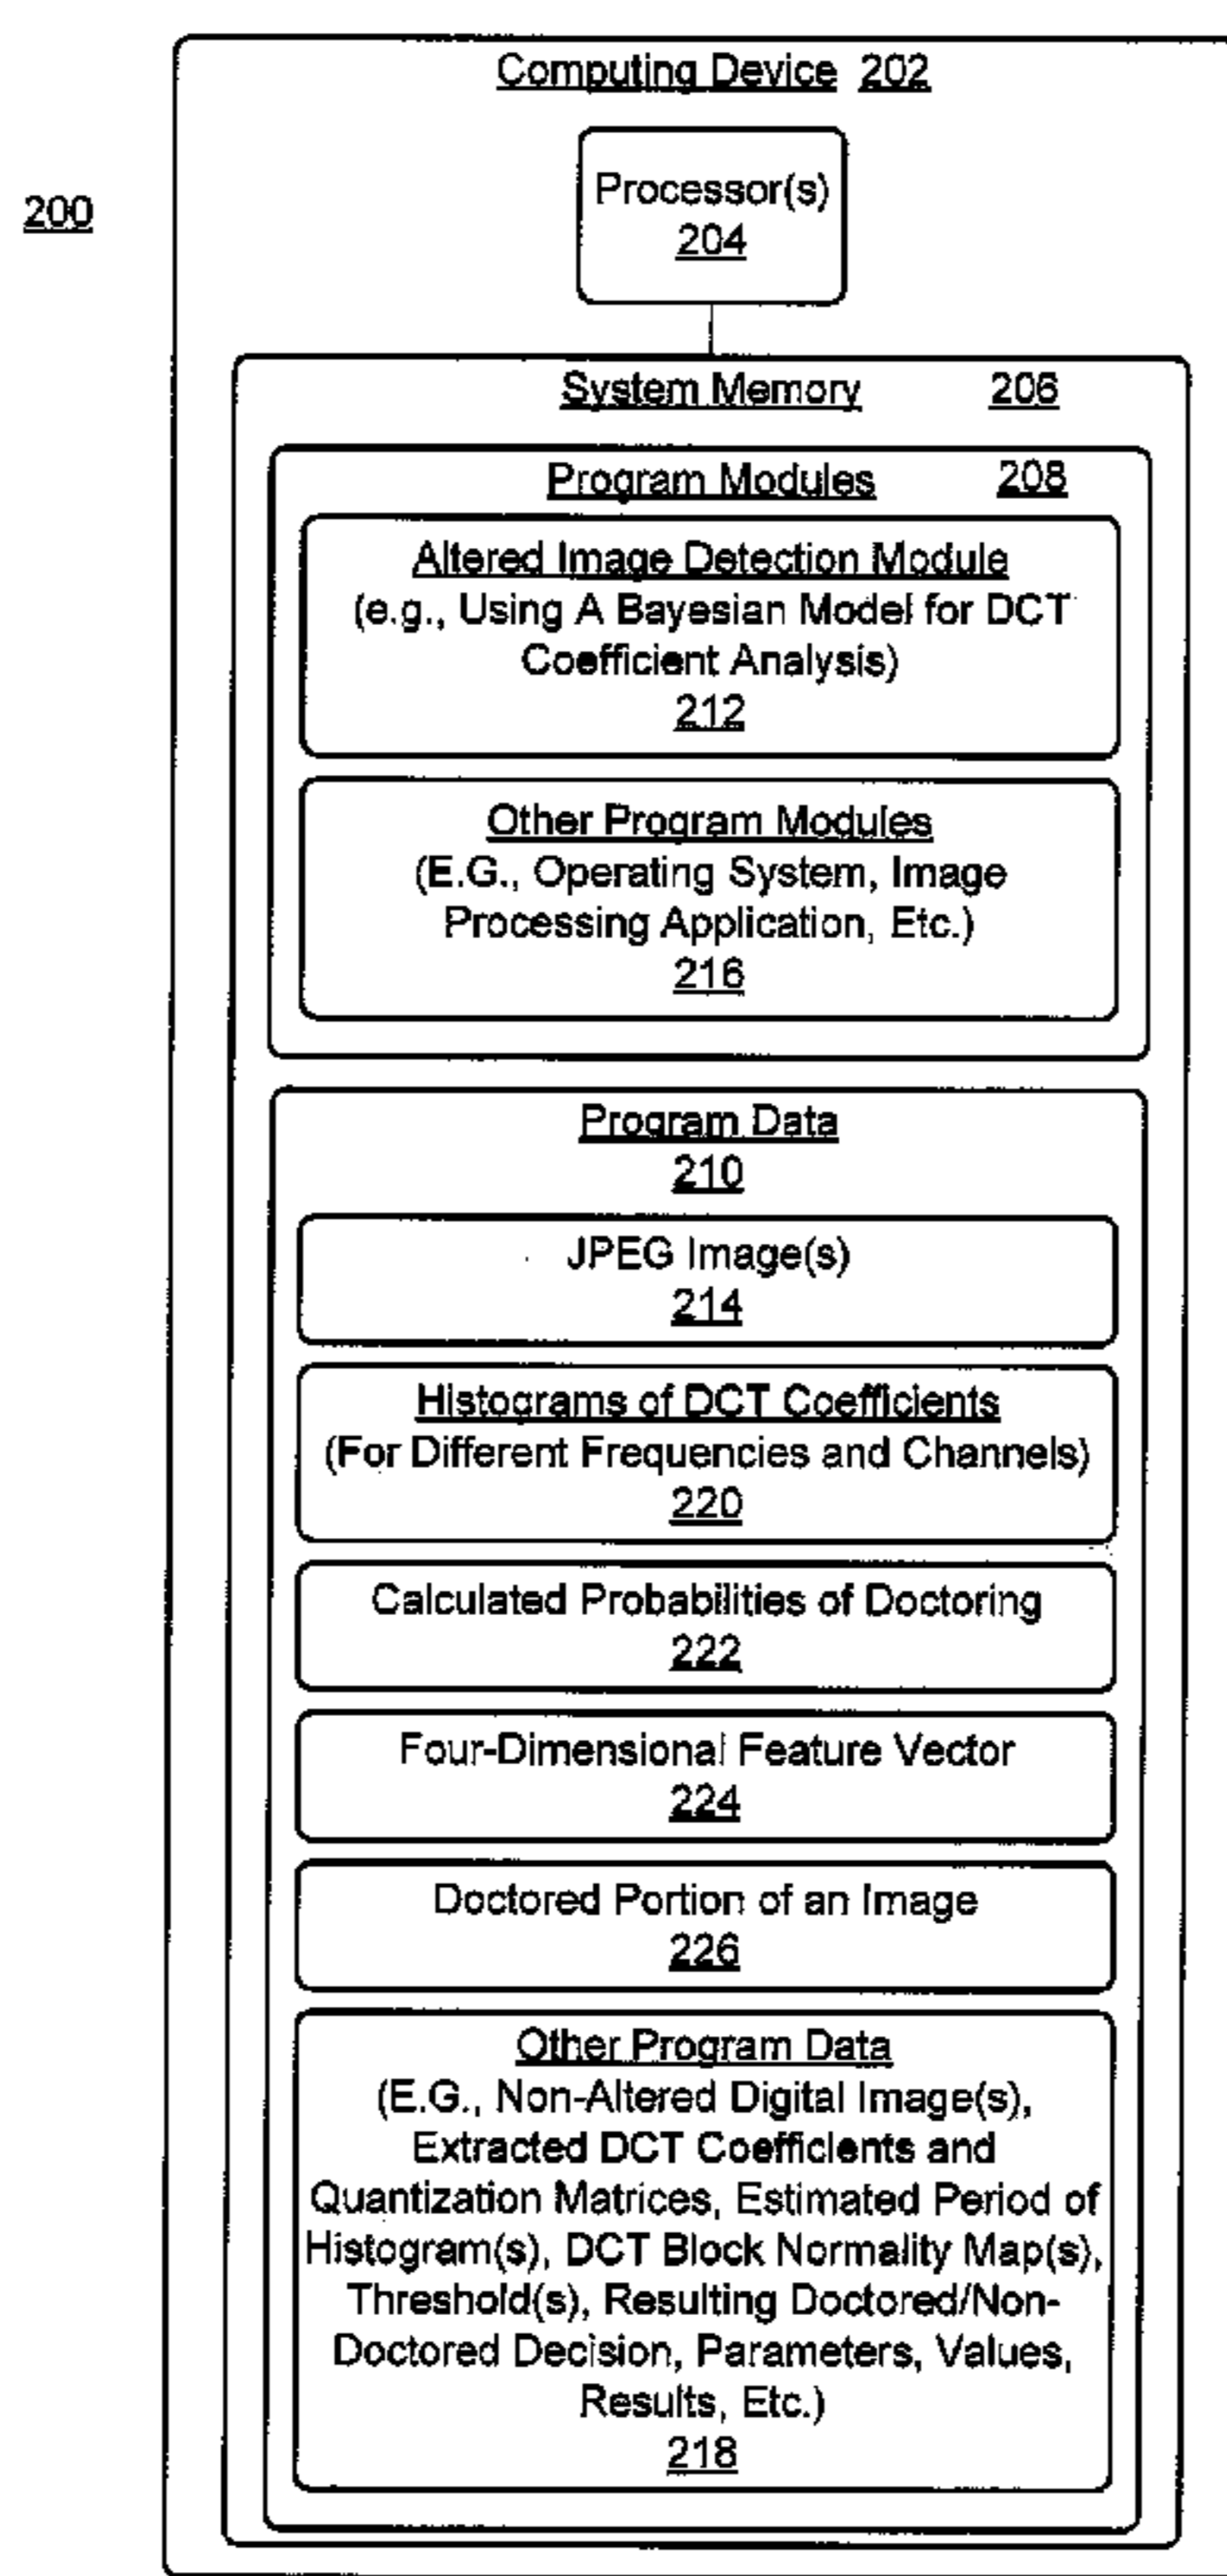 Computing Device 202
200
Processor(s)
204
System Memory 206
Program Modules 208
Altered Image Detection Module
(e.g., Using A Bayesian Model for DCT
Coefficient Analysis)
212
Other Program Modules
(E.G., Operating System, Image
Processing Application, Etc.)
216
Program Data
210
JPEG Image(s)
214
Histograms of DCT Coefficients
(For Different Frequencies and Channels)
220
Calculated Probabilities of Doctoring
222
Four-Dimensional Feature Vector
224
Doctored Portion of an Image
226
Other Program Data
(E.G., Non-Altered Digital Image(s),
Extracted DCT Coefficients and
Quantization Matrices, Estimated Period of
Histogram(s), DCT Block Normality Map(s),
Threshold(s), Resulting Doctored/Non-
Doctored Decision, Parameters, Values,
Results, Etc.)
218